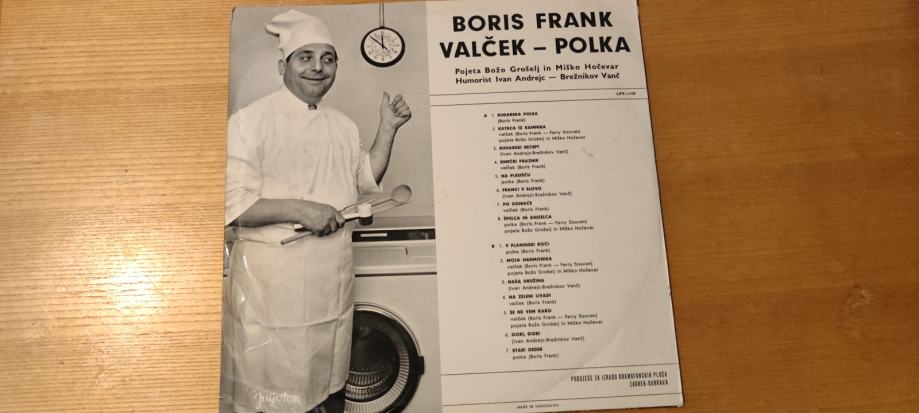 BORIS FRANK
VALČEK – POLKA
Pojeta Božo Grošelj in Miško Hočevar
Humorist Ivan Andrejc — Brežnikov Vanč
LPY—
A 1. KUHARSKA POLKA
(Boris Frank)
2. KATRCA IZ KAMNIKA
valček (Boris Frank — Ferry Souvan)
pojeta Božo Grošelj in Miško Hočevar
3. KUHARSKI RECEPT
(Ivan Andrejc-Brežnikov Vanč)
4. KMEČKI PRAZNIK
valček (Boris Frank)
5. NA PLESIŠČU
polka (Boris Frank)
6. FRANCI V SLOVO
(Ivan Andrejc-Brežnikov Vanč)
7. PO DOMAČE
valček (Boris Frank)
8. ŠPELCA IN ANGELCA
polka (Boris Frank — Ferry Souvan)
pojeta Božo Grošelj in Miško Hočevar
B 1. V PLANINSKI KOČI
polka (Boris Frank)
2. MOJA HARMONIKA
valček (Boris Frank — Ferry Souvan)
pojeta Božo Grošelj in Miško Hočevar
3. NAŠA DRUŽINA
(Ivan Andrejc-Brežnikov Vanč)
4. NA ZELENI LIVADI
valček (Boris Frank)
5. ŠE NE VEM KAKO
valček (Boris Frank — Ferry Souvan)
pojeta Božo Grošelj in Miško Hočevar
6. GORI, GORI
(Ivan Andrejc-Brežnikov Vanč)
7. STARI DEDEK
polka (Boris Frank)
PODUZEĆE ZA IZRADU GRAMOFONSKIH PLOČA
ZAGREB-DUBRAVA
Jugoton
MADE IN YUGOSLAVIA